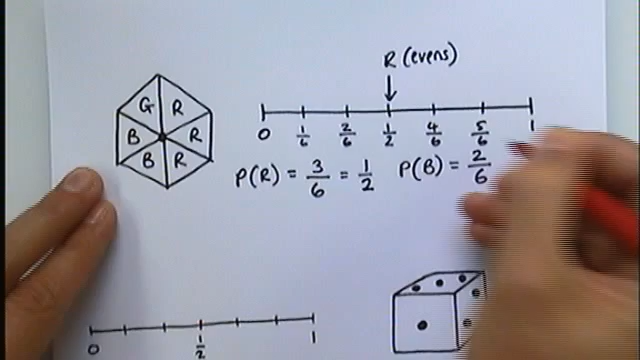 R (evens)
G R
B R
B R
0 1/6 2/6 1/2 4/6 5/6 1
P(R) = 3/6 = 1/2 P(B) = 2/6
0 1/2 1